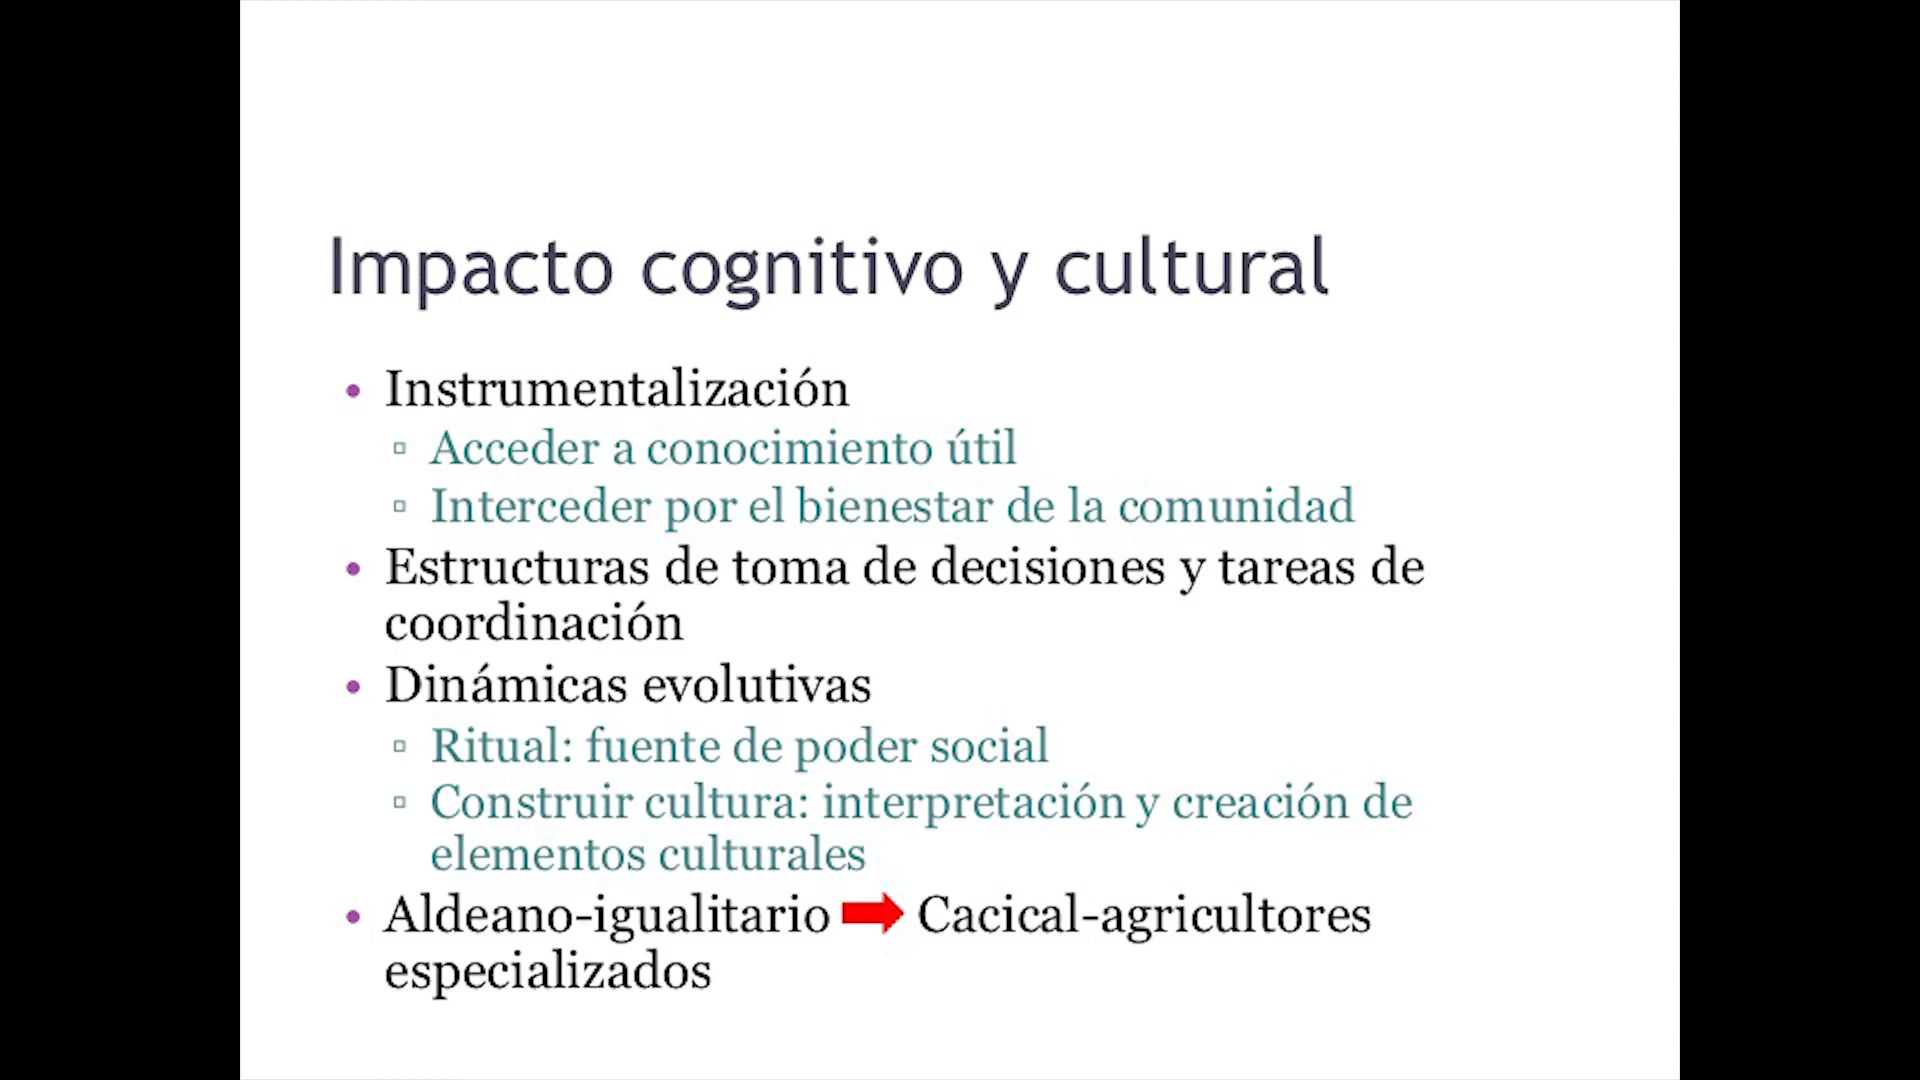 Impacto cognitivo y cultural
• Instrumentalización
▫ Acceder a conocimiento útil
▫ Interceder por el bienestar de la comunidad
• Estructuras de toma de decisiones y tareas de
coordinación
• Dinámicas evolutivas
▫ Ritual: fuente de poder social
▫ Construir cultura: interpretación y creación de
elementos culturales
• Aldeano-igualitario ➡ Cacical-agricultores
especializados